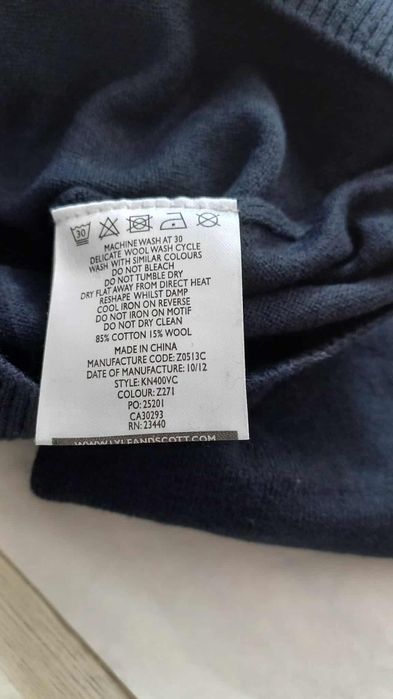 30
MACHINE WASH AT 30
DELICATE WOOL WASH CYCLE
WASH WITH SIMILAR COLOURS
DO NOT BLEACH
DO NOT TUMBLE DRY
DRY FLAT AWAY FROM DIRECT HEAT
RESHAPE WHILST DAMP
COOL IRON ON REVERSE
DO NOT IRON ON MOTIF
DO NOT DRY CLEAN
85% COTTON 15% WOOL
MADE IN CHINA
MANUFACTURE CODE: Z0513C
DATE OF MANUFACTURE: 10/12
STYLE: KN400VC
COLOUR: Z271
PO: 25201
CA30293
RN: 23440
WWW.LYLEANDSCOTT.COM